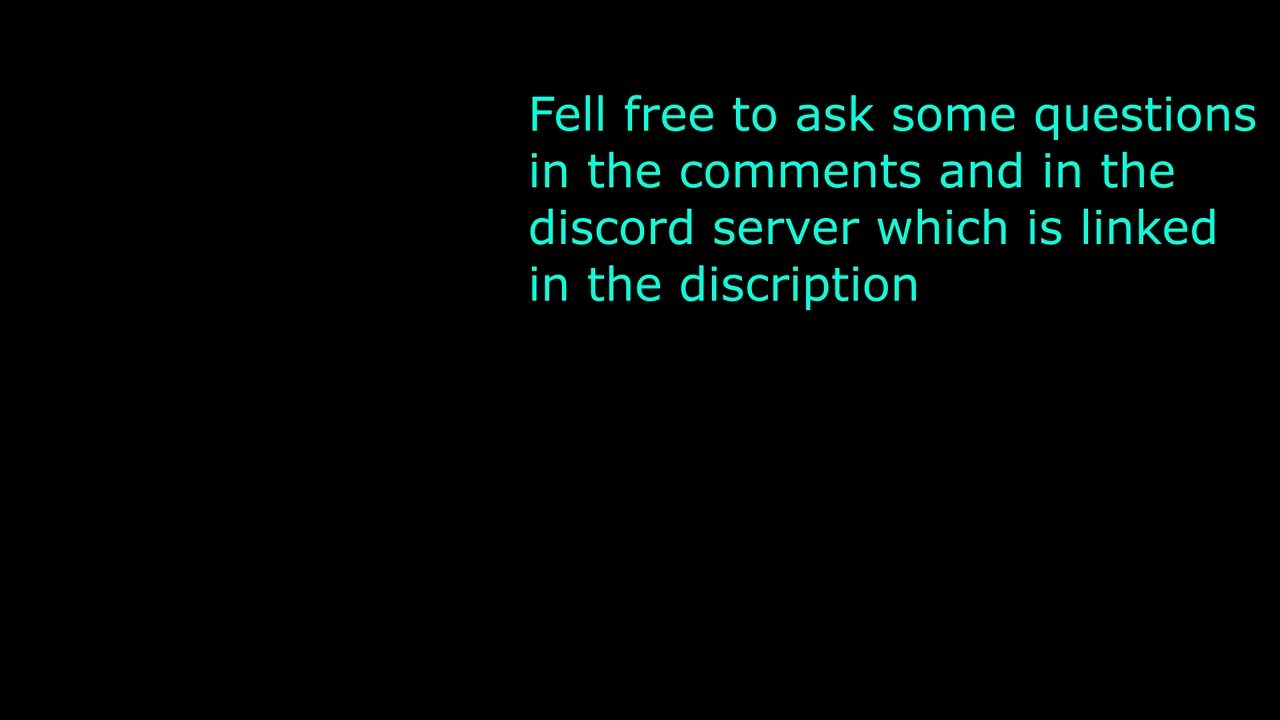 Fell free to ask some questions
in the comments and in the
discord server which is linked
in the discription